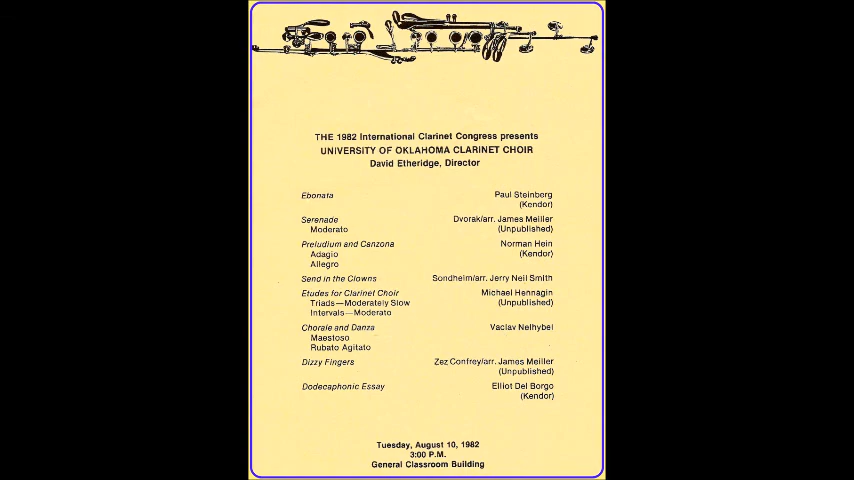 THE 1982 International Clarinet Congress presents
UNIVERSITY OF OKLAHOMA CLARINET CHOIR
David Etheridge, Director
Ebonata Paul Steinberg
(Kendor)
Serenade Dvorak/arr. James Meiller
Moderato (Unpublished)
Preludium and Canzona Norman Hein
Adagio (Kendor)
Allegro
Send in the Clowns Sondheim/arr. Jerry Neil Smith
Etudes for Clarinet Choir Michael Hennagin
Triads—Moderately Slow (Unpublished)
Intervals—Moderato
Chorale and Danza Vaclav Nelhybel
Maestoso
Rubato Agitato
Dizzy Fingers Zez Confrey/arr. James Meiller
(Unpublished)
Dodecaphonic Essay Elliot Del Borgo
(Kendor)
Tuesday, August 10, 1982
3:00 P.M.
General Classroom Building